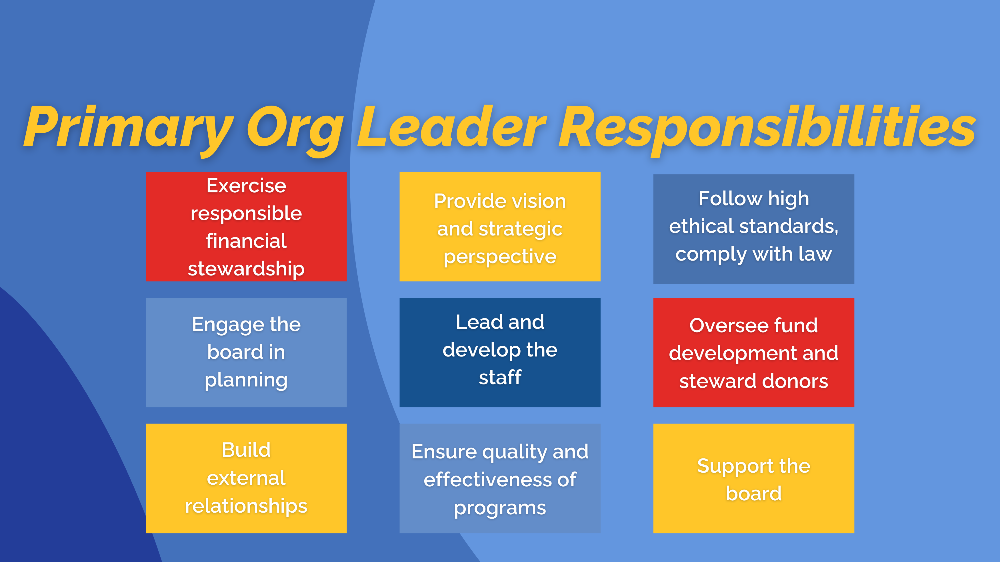 Primary Org Leader Responsibilities
Exercise
responsible
financial
stewardship
Provide vision
and strategic
perspective
Follow high
ethical standards,
comply with law
Engage the
board in
planning
Lead and
develop the
staff
Oversee fund
development and
steward donors
Build
external
relationships
Ensure quality and
effectiveness of
programs
Support the
board